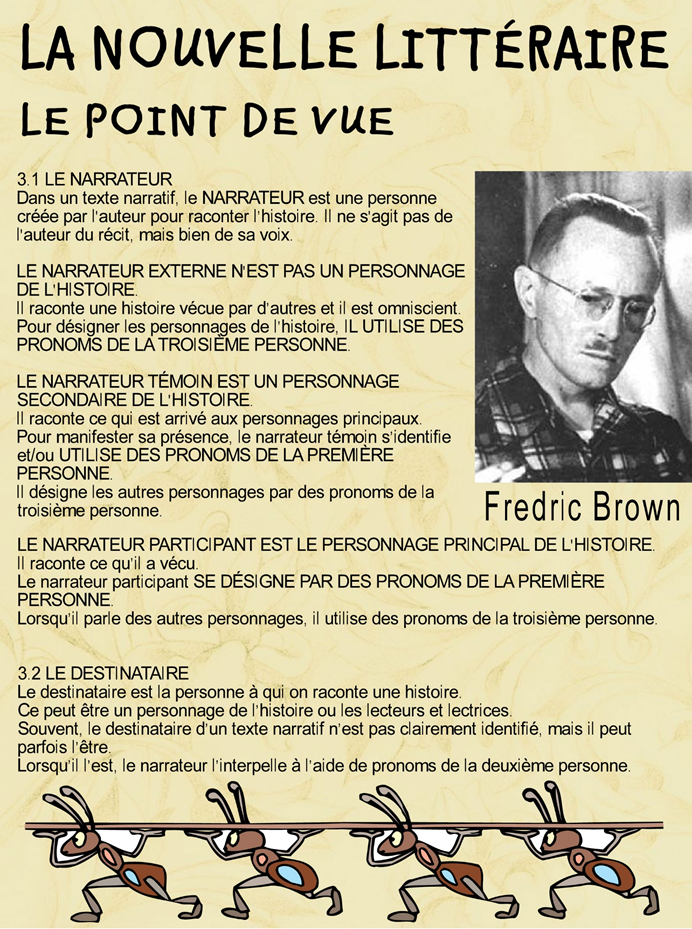 LA NOUVELLE LITTÉRAIRE
LE POINT DE VUE
3.1 LE NARRATEUR
Dans un texte narratif, le NARRATEUR est une personne
créée par l'auteur pour raconter l'histoire. Il ne s'agit pas de
l'auteur du récit, mais bien de sa voix.
LE NARRATEUR EXTERNE N'EST PAS UN PERSONNAGE
DE L'HISTOIRE.
Il raconte une histoire vécue par d'autres et il est omniscient.
Pour désigner les personnages de l'histoire, IL UTILISE DES
PRONOMS DE LA TROISIÈME PERSONNE.
LE NARRATEUR TÉMOIN EST UN PERSONNAGE
SECONDAIRE DE L'HISTOIRE.
Il raconte ce qui est arrivé aux personnages principaux.
Pour manifester sa présence, le narrateur témoin s'identifie
et/ou UTILISE DES PRONOMS DE LA PREMIÈRE
PERSONNE.
Il désigne les autres personnages par des pronoms de la
troisième personne.
Fredric Brown
LE NARRATEUR PARTICIPANT EST LE PERSONNAGE PRINCIPAL DE L'HISTOIRE.
Il raconte ce qu'il a vécu.
Le narrateur participant SE DÉSIGNE PAR DES PRONOMS DE LA PREMIÈRE
PERSONNE.
Lorsqu'il parle des autres personnages, il utilise des pronoms de la troisième personne.
3.2 LE DESTINATAIRE
Le destinataire est la personne à qui on raconte une histoire.
Ce peut être un personnage de l'histoire ou les lecteurs et lectrices.
Souvent, le destinataire d'un texte narratif n'est pas clairement identifié, mais il peut
parfois l'être.
Lorsqu'il l'est, le narrateur l'interpelle à l'aide de pronoms de la deuxième personne.